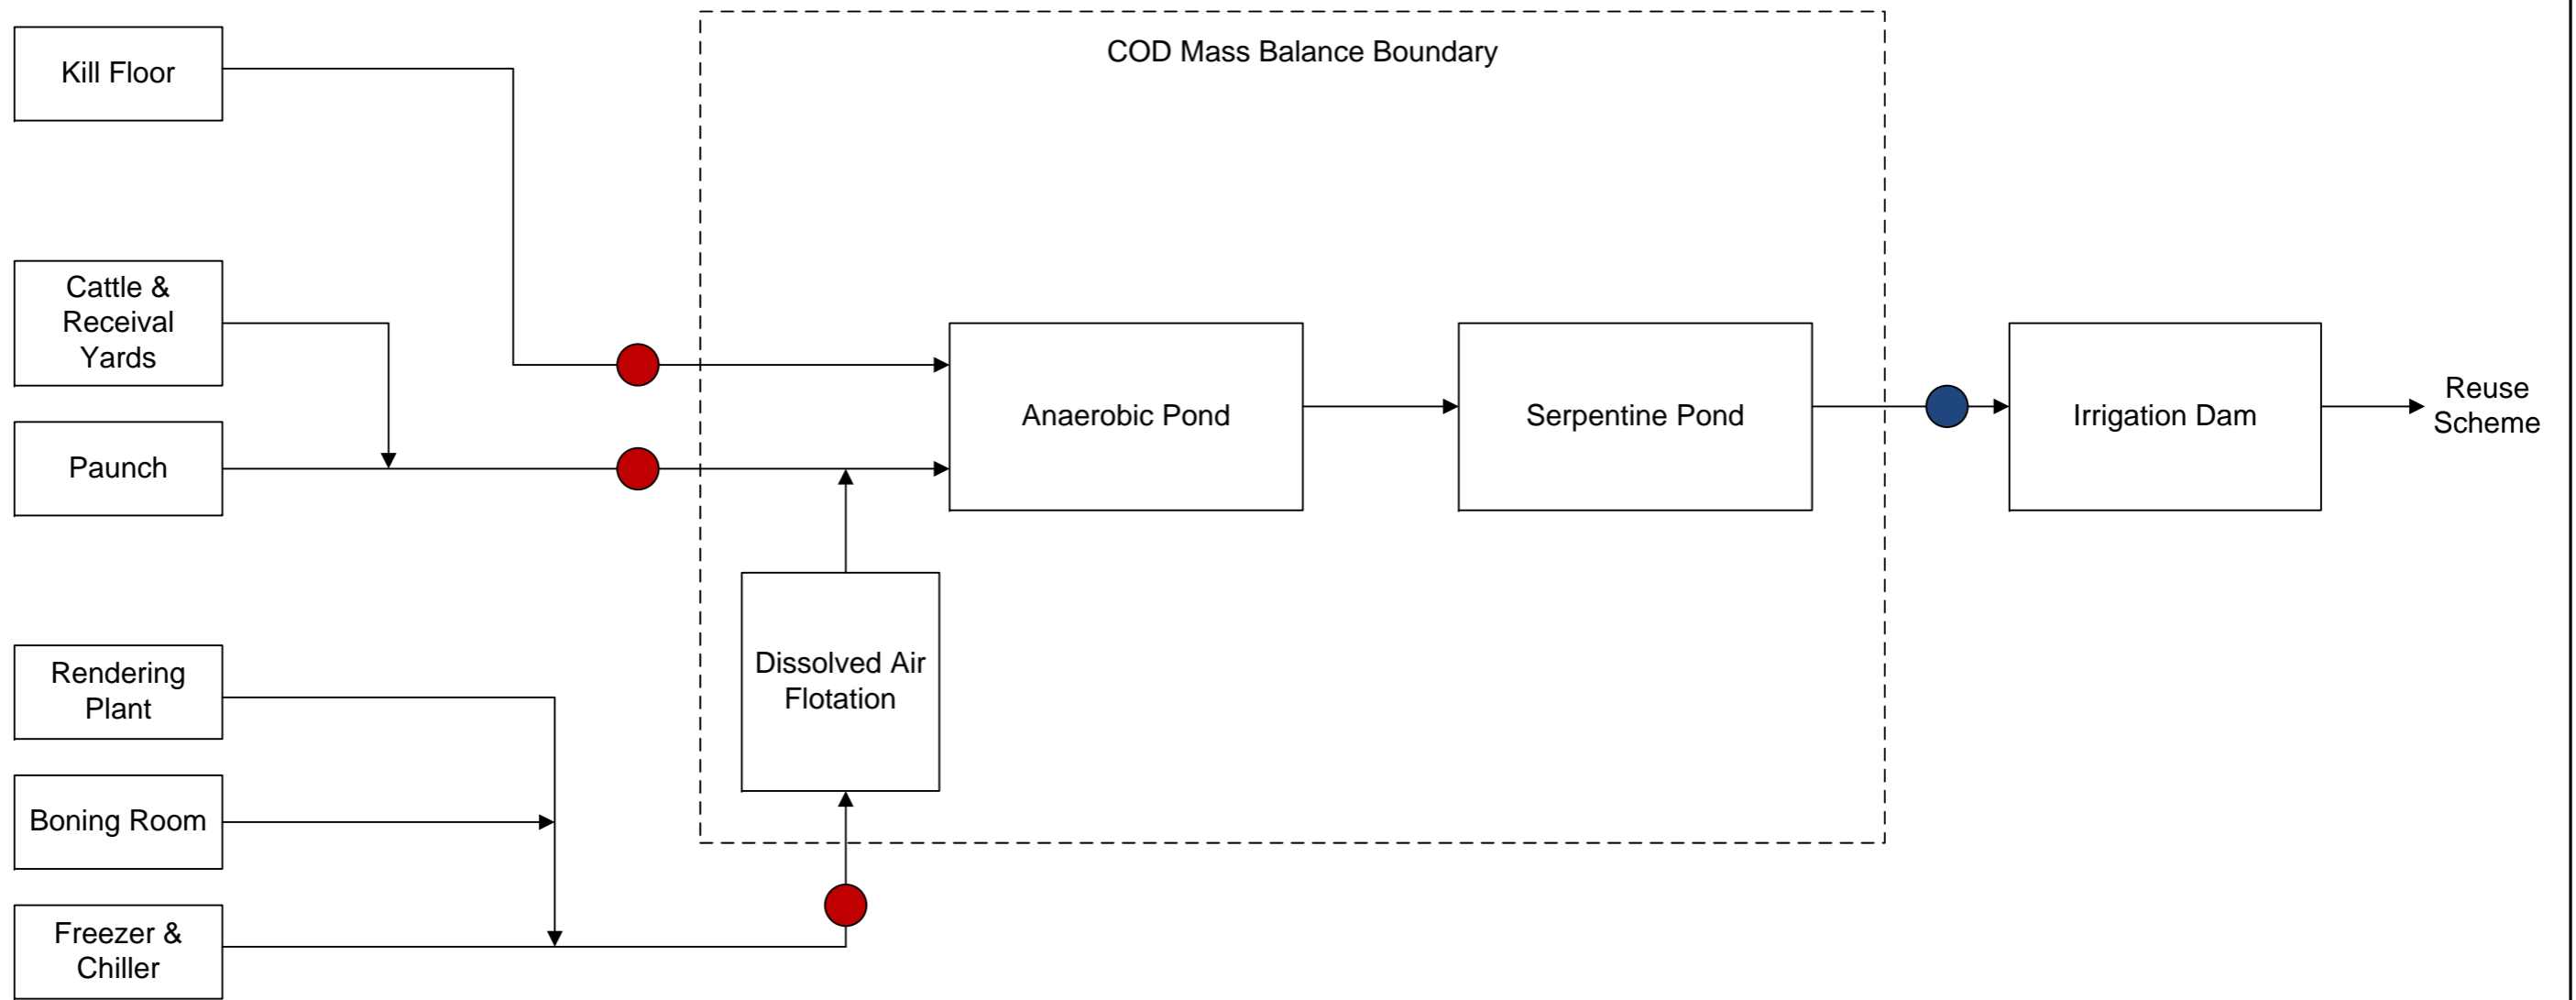 COD Mass Balance Boundary
Kill Floor
Cattle &
Receival
Yards
Paunch
Anaerobic Pond
Serpentine Pond
Irrigation Dam
Reuse
Scheme
Dissolved Air
Flotation
Rendering
Plant
Boning Room
Freezer &
Chiller